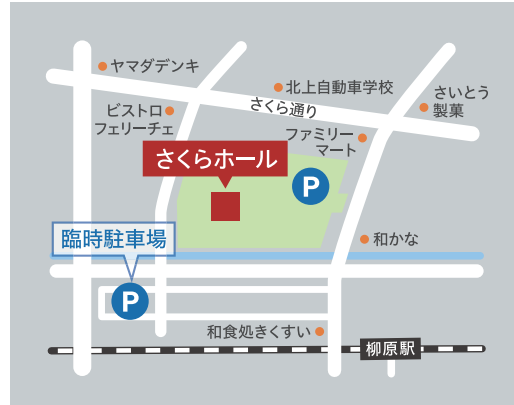 ヤマダデンキ
北上自動車学校
さいとう
製菓
さくら通り
ビストロ
フェリーチェ
ファミリー
マート
さくらホール
P
和かな
臨時駐車場
P
和食処きくすい
柳原駅